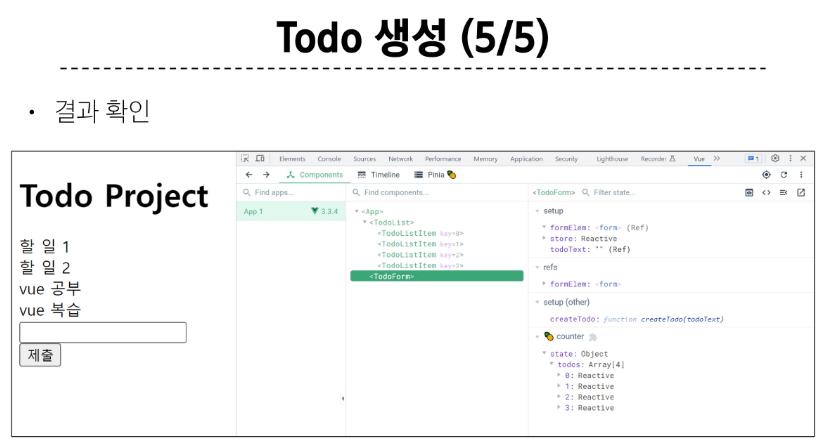 Todo 생성 (5/5)
• 결과 확인
Todo Project
할 일 1
할 일 2
vue 공부
vue 복습
제출
Elements Console Sources Network Performance Memory Application Security Lighthouse Recorder Vue 1
Components Timeline Pinia
Find apps...
App 1 3.3.4
Find components...
<App>
<TodoList>
<TodoListItem key=0>
<TodoListItem key=1>
<TodoListItem key=2>
<TodoListItem key=3>
<TodoForm>
<TodoForm> Filter state...
setup
formElem: <form> (Ref)
store: Reactive
todoText: "" (Ref)
refs
formElem: <form>
setup (other)
createTodo: function createTodo(todoText)
counter
state: Object
todos: Array[4]
0: Reactive
1: Reactive
2: Reactive
3: Reactive